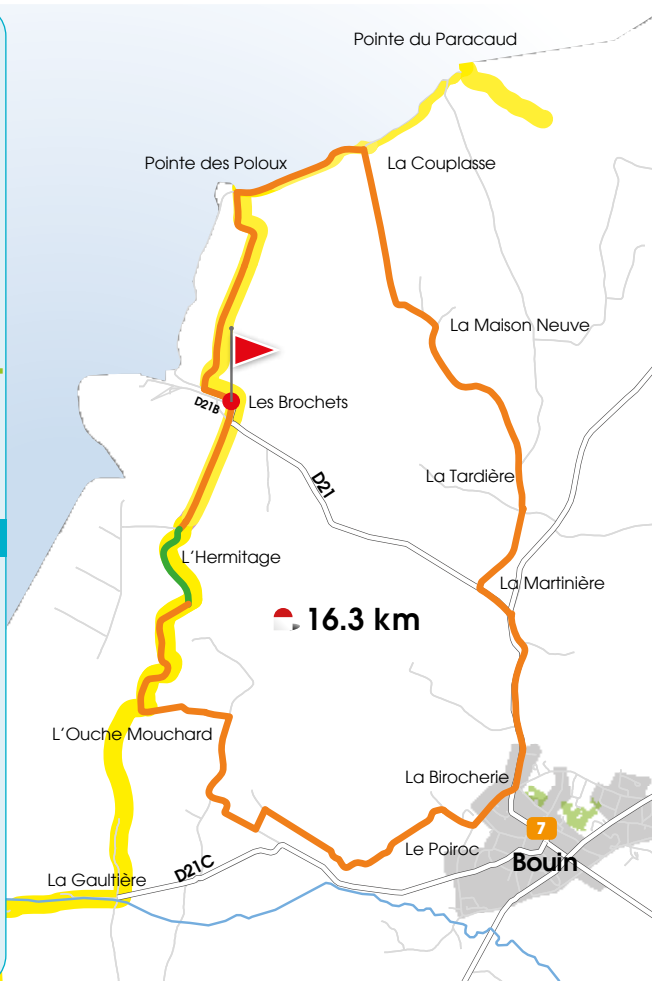 Pointe du Paracaud
Pointe des Poloux
La Couplasse
La Maison Neuve
D21B
Les Brochets
La Tardière
D21
L'Hermitage
La Martinière
16.3 km
L'Ouche Mouchard
La Birocherie
7
Le Poiroc
Bouin
D21C
La Gaultière